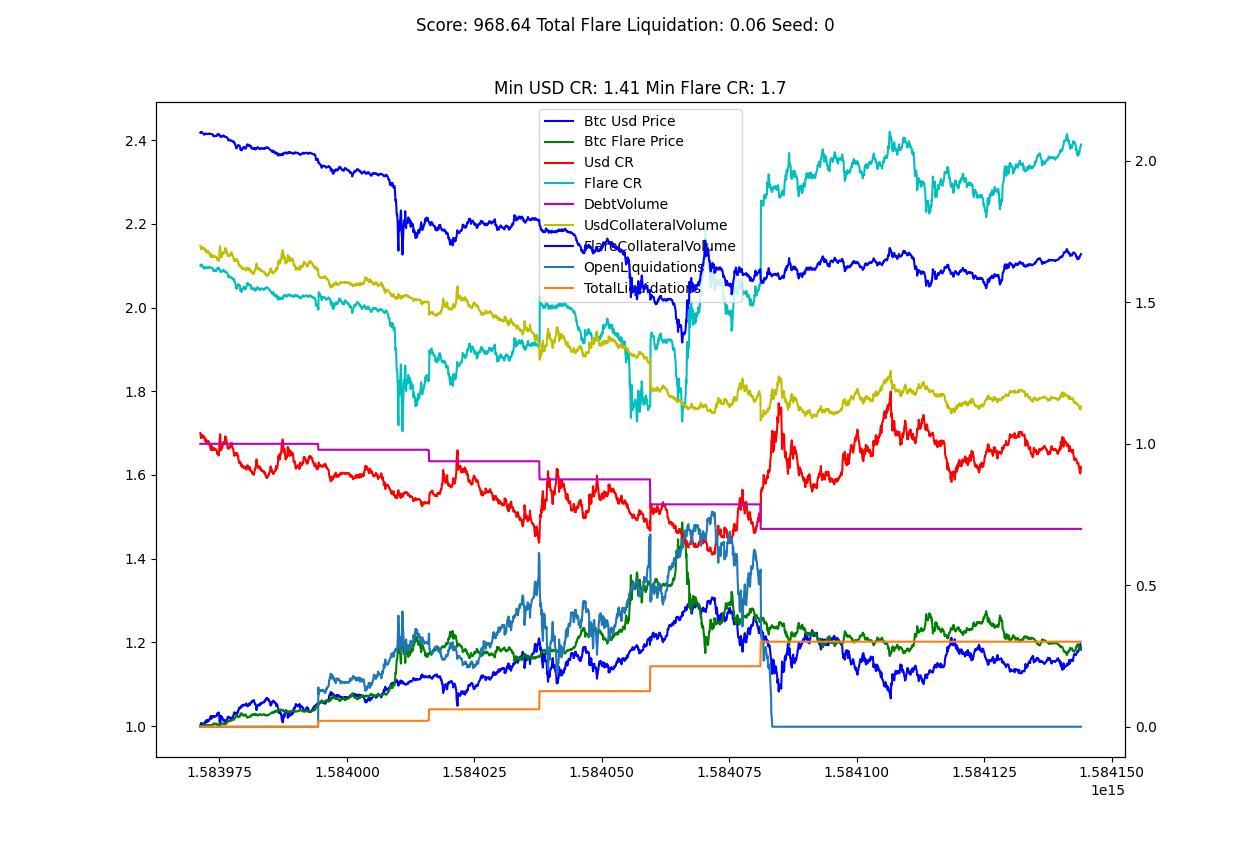 Score: 968.64 Total Flare Liquidation: 0.06 Seed: 0
Min USD CR: 1.41 Min Flare CR: 1.7
Btc Usd Price
Btc Flare Price
Usd CR
Flare CR
DebtVolume
UsdCollateralVolume
FlareCollateralVolume
OpenLiquidations
TotalLiquidations
2.4
2.2
2.0
1.8
1.6
1.4
1.2
1.0
2.0
1.5
1.0
0.5
0.0
1.583975 1.584000 1.584025 1.584050 1.584075 1.584100 1.584125 1.584150
1e15